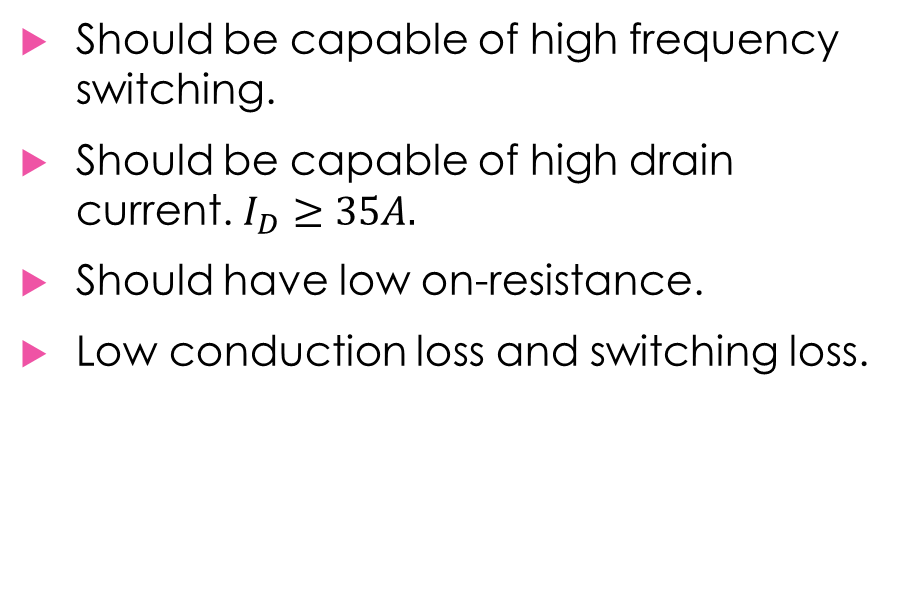 Should be capable of high frequency
switching.
Should be capable of high drain
current. I_D ≥ 35A.
Should have low on-resistance.
Low conduction loss and switching loss.